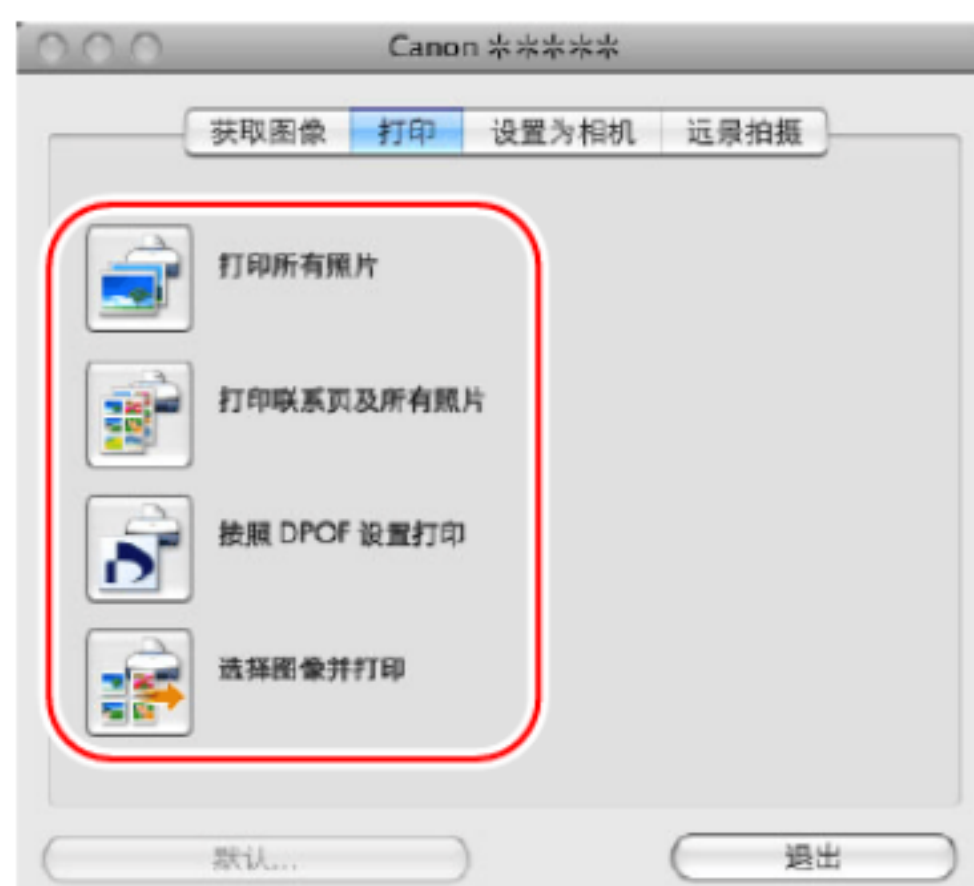 Canon *****
获取图像 打印 设置为相机 远景拍摄
打印所有照片
打印联系页及所有照片
按照 DPOF 设置打印
选择图像并打印
默认... 退出